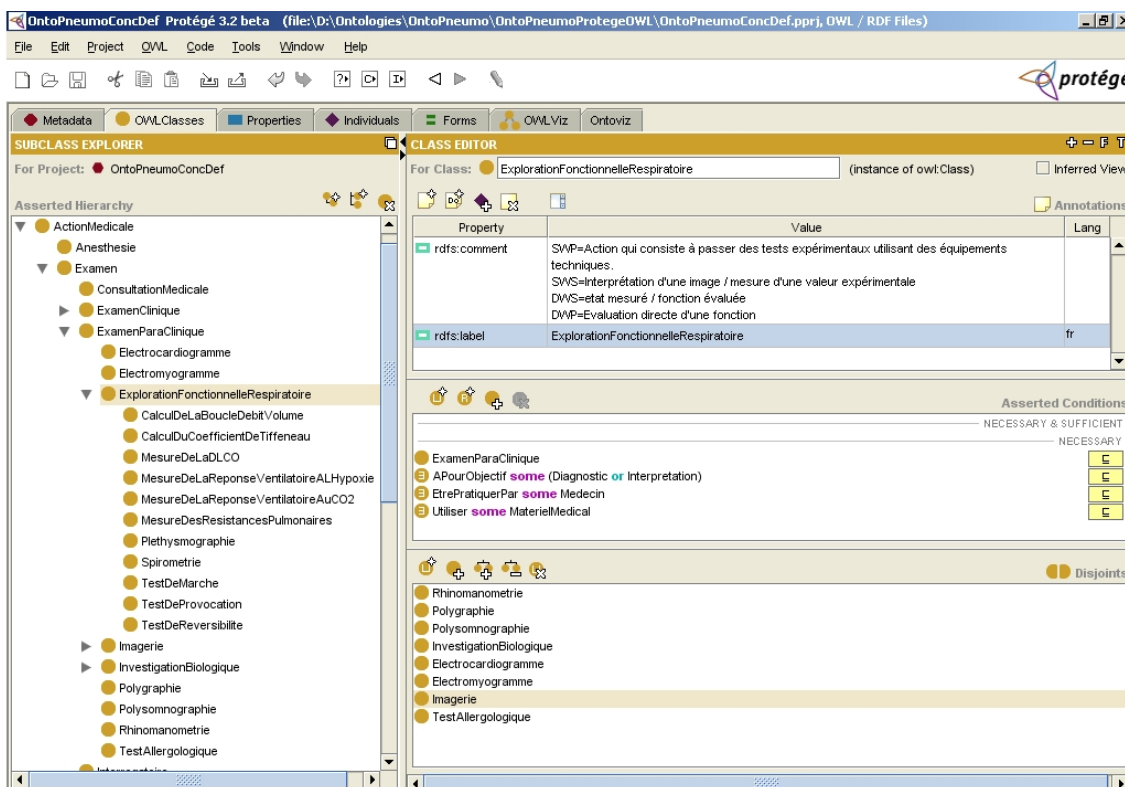 OntoPneumoConcDef Protégé 3.2 beta (file:\D:\Ontologies\OntoPneumo\OntoPneumoProtegeOWL\OntoPneumoConcDef.pprj, OWL / RDF Files)
File Edit Project OWL Code Tools Window Help
protégé
Metadata OWLClasses Properties Individuals Forms OWLViz Ontoviz
SUBCLASS EXPLORER
For Project: OntoPneumoConcDef
Asserted Hierarchy
ActionMedicale
Anesthesie
Examen
ConsultationMedicale
ExamenClinique
ExamenParaClinique
Electrocardiogramme
Electromyogramme
ExplorationFonctionnelleRespiratoire
CalculDeLaBoucleDebitVolume
CalculDuCoefficientDeTiffeneau
MesureDeLaDLCO
MesureDeLaReponseVentilatoireALHypoxie
MesureDeLaReponseVentilatoireAuCO2
MesureDesResistancesPulmonaires
Plethysmographie
Spirometrie
TestDeMarche
TestDeProvocation
TestDeReversibilite
Imagerie
InvestigationBiologique
Polygraphie
Polysomnographie
Rhinomanometrie
TestAllergologique
CLASS EDITOR
F T
For Class: ExplorationFonctionnelleRespiratoire (instance of owl:Class) Inferred View
Annotations
Property Value Lang
rdfs:comment SWP=Action qui consiste à passer des tests expérimentaux utilisant des équipements
techniques.
SWS=Interprétation d'une image / mesure d'une valeur expérimentale
DWS=etat mesuré / fonction évaluée
DWP=Evaluation directe d'une fonction
rdfs:label ExplorationFonctionnelleRespiratoire fr
Asserted Conditions
NECESSARY & SUFFICIENT
NECESSARY
ExamenParaClinique
APourObjectif some (Diagnostic or Interpretation)
EtrePratiquerPar some Medecin
Utiliser some MaterielMedical
Disjoints
Rhinomanometrie
Polygraphie
Polysomnographie
InvestigationBiologique
Electrocardiogramme
Electromyogramme
Imagerie
TestAllergologique